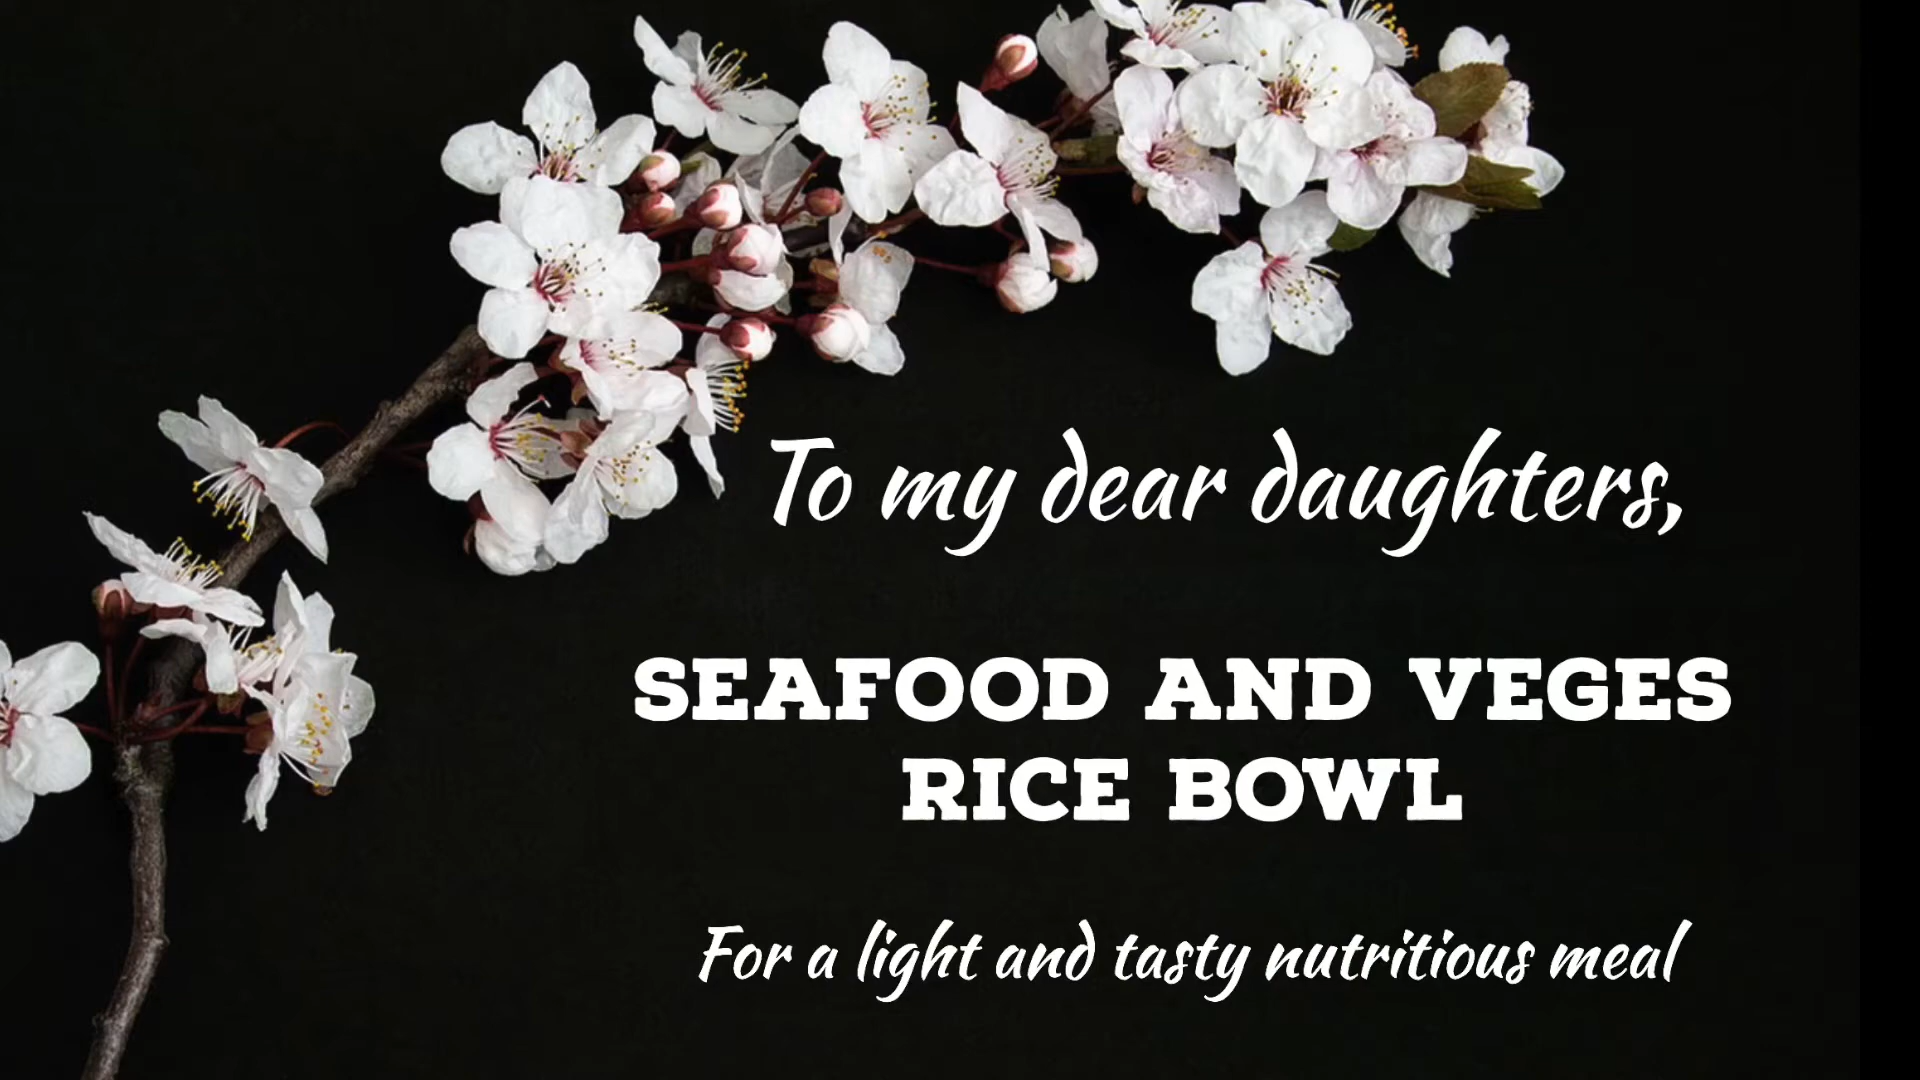 To my dear daughters,
SEAFOOD AND VEGES
RICE BOWL
For a light and tasty nutritious meal